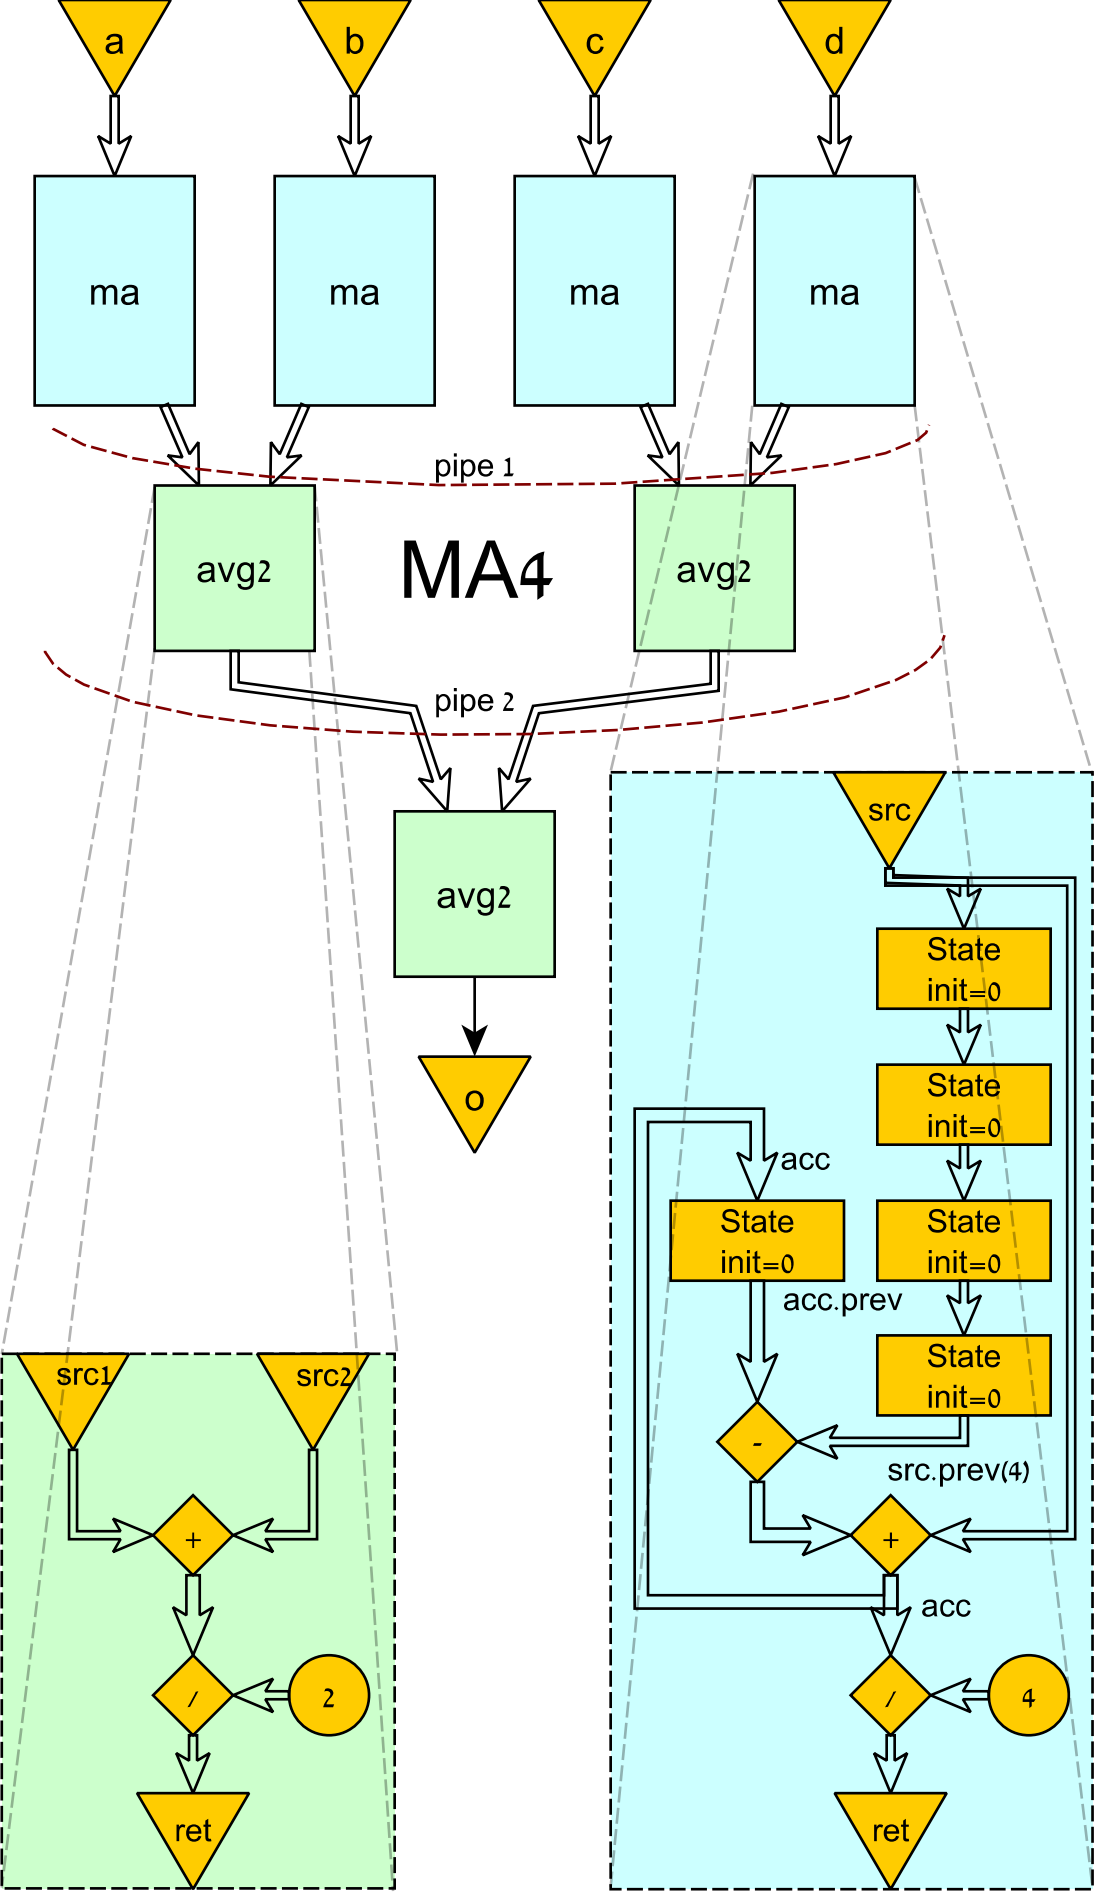 a
b
c
d
ma
ma
ma
ma
pipe 1
avg2
MA4
avg2
pipe 2
avg2
o
src
State
init=0
State
init=0
acc
State
init=0
State
init=0
acc.prev
State
init=0
src1
src2
-
src.prev(4)
+
+
acc
/
2
/
4
ret
ret